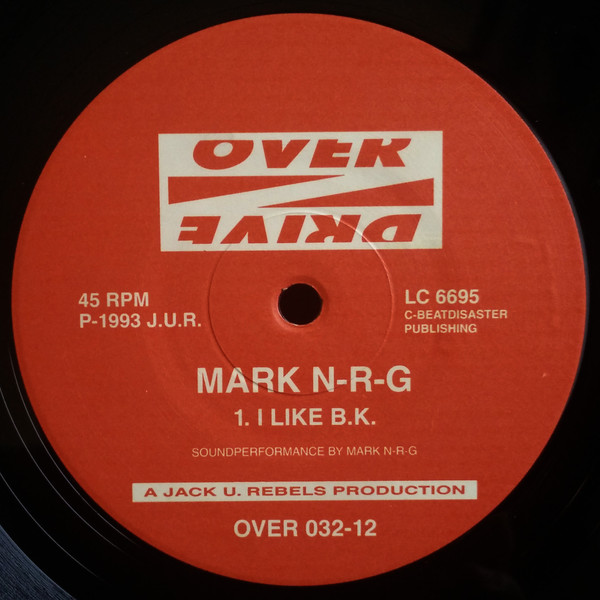 OVER
DRIVE
45 RPM
P-1993 J.U.R.
LC 6695
C-BEATDISASTER
PUBLISHING
MARK N-R-G
1. I LIKE B.K.
SOUNDPERFORMANCE BY MARK N-R-G
A JACK U. REBELS PRODUCTION
OVER 032-12